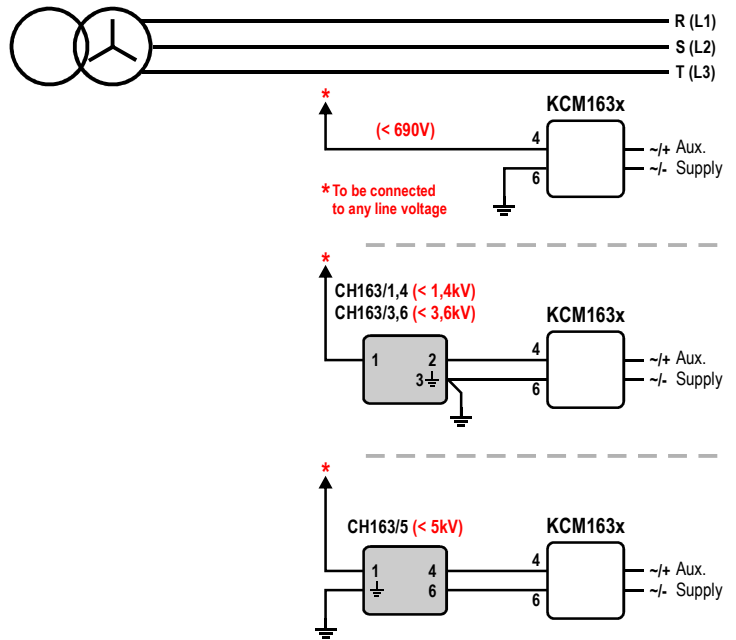 R (L1)
S (L2)
T (L3)
*
KCM163x
(< 690V)
4
~/+ Aux.
6
~/- Supply
* To be connected
to any line voltage
*
CH163/1,4 (< 1,4kV)
CH163/3,6 (< 3,6kV)
KCM163x
1 2
3
4
6
~/+ Aux.
~/- Supply
*
CH163/5 (< 5kV)
KCM163x
1 4
6
4
6
~/+ Aux.
~/- Supply